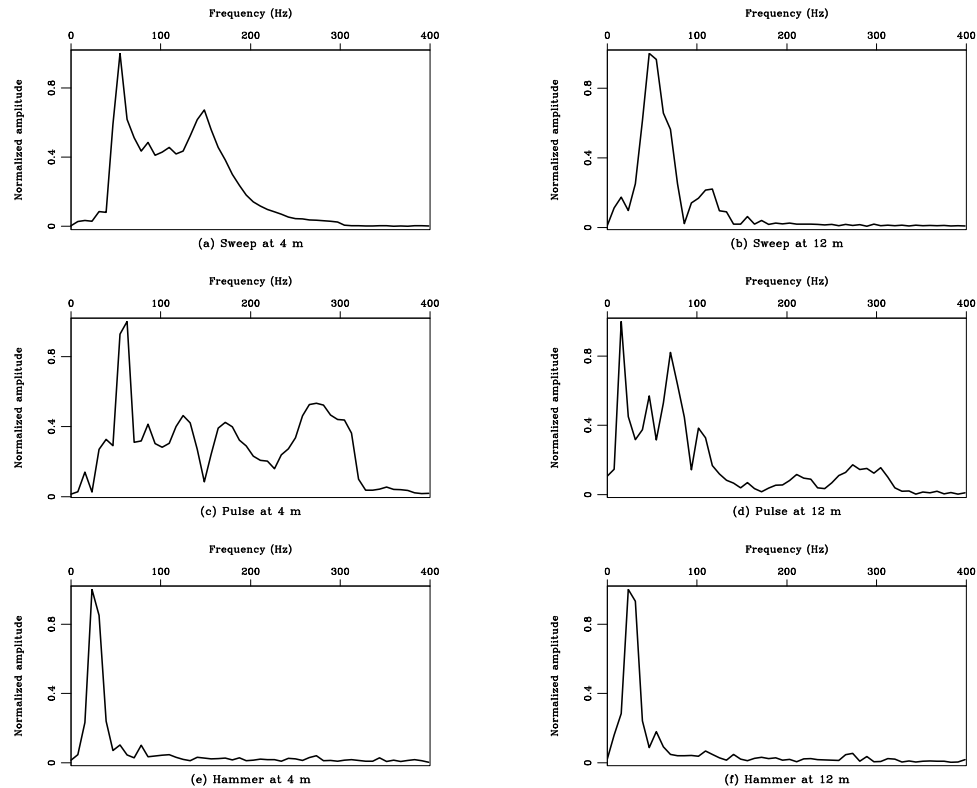 Frequency (Hz)
0 100 200 300 400
Normalized amplitude
0.8
0.4
0
(a) Sweep at 4 m
Frequency (Hz)
0 100 200 300 400
Normalized amplitude
0.8
0.4
0
(b) Sweep at 12 m
Frequency (Hz)
0 100 200 300 400
Normalized amplitude
0.8
0.4
0
(c) Pulse at 4 m
Frequency (Hz)
0 100 200 300 400
Normalized amplitude
0.8
0.4
0
(d) Pulse at 12 m
Frequency (Hz)
0 100 200 300 400
Normalized amplitude
0.8
0.4
0
(e) Hammer at 4 m
Frequency (Hz)
0 100 200 300 400
Normalized amplitude
0.8
0.4
0
(f) Hammer at 12 m